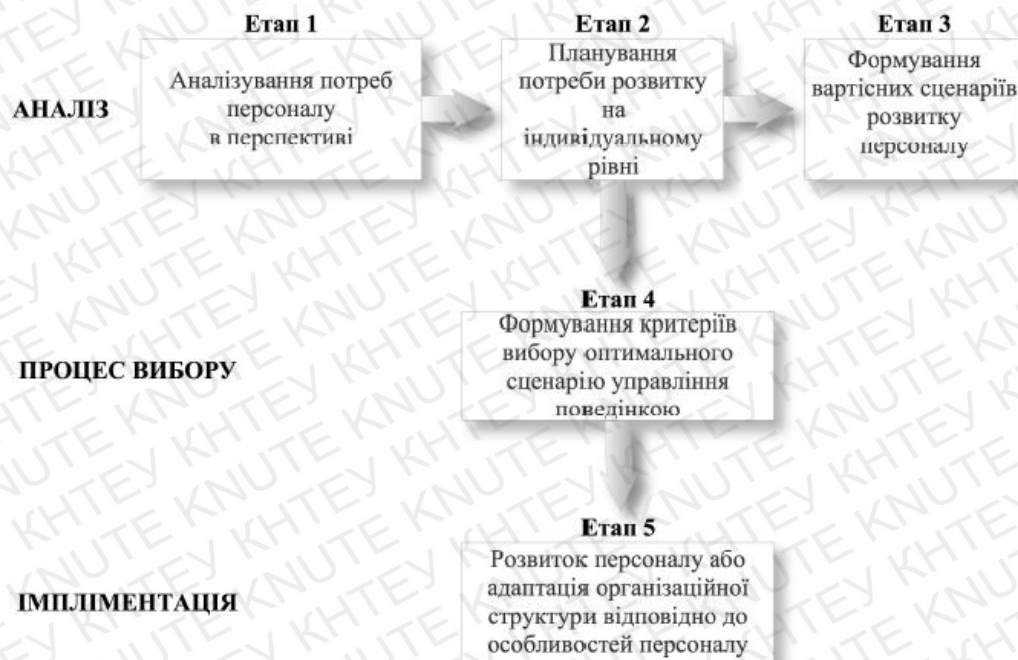 Етап 1
Аналізування потреб
персоналу
в перспективі
Етап 2
Планування
потреби розвитку
на
індивідуальному
рівні
Етап 3
Формування
вартісних сценаріїв
розвитку
персоналу
АНАЛІЗ
Етап 4
Формування критеріїв
вибору оптимального
сценарію управління
поведінкою
ПРОЦЕС ВИБОРУ
Етап 5
Розвиток персоналу або
адаптація організаційної
структури відповідно до
особливостей персоналу
ІМПЛІМЕНТАЦІЯ